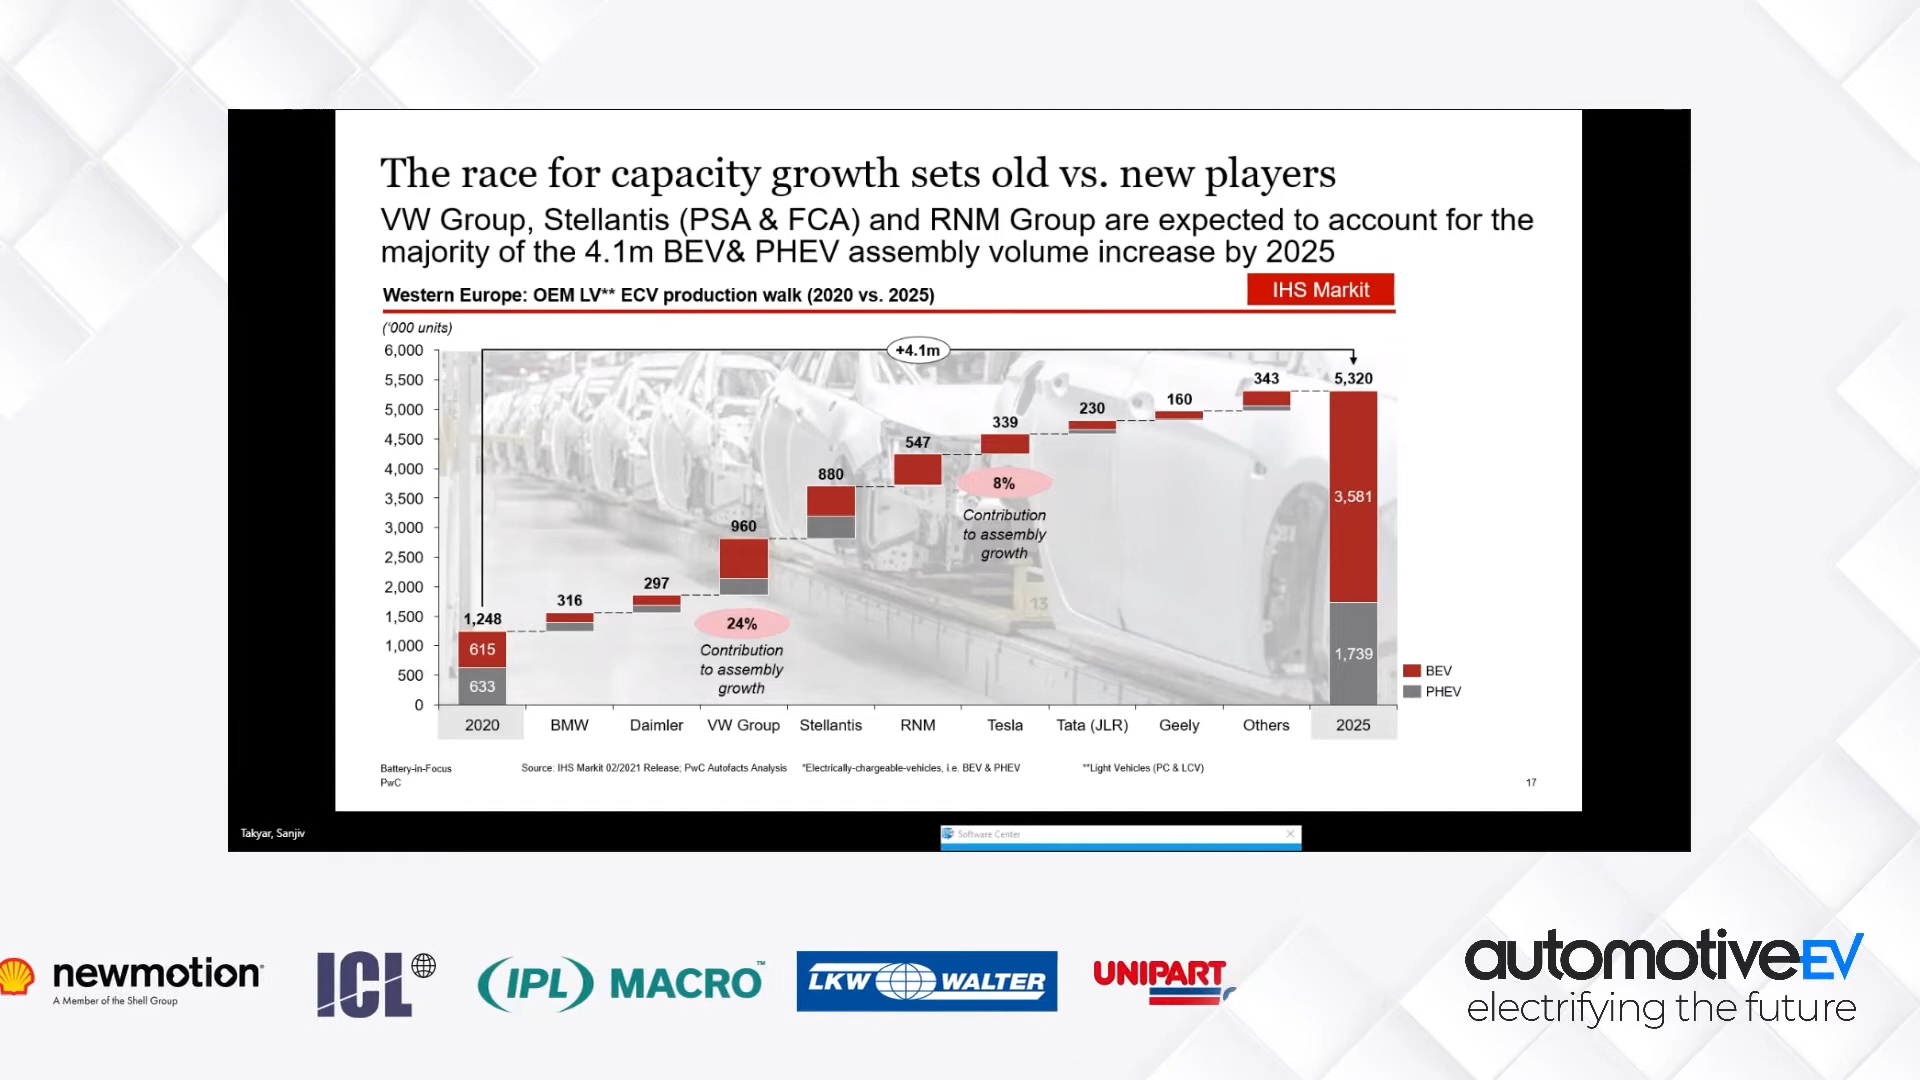 The race for capacity growth sets old vs. new players
VW Group, Stellantis (PSA & FCA) and RNM Group are expected to account for the
majority of the 4.1m BEV& PHEV assembly volume increase by 2025
Western Europe: OEM LV** ECV production walk (2020 vs. 2025)
IHS Markit
('000 units)
6,000
5,500
5,000
4,500
4,000
3,500
3,000
2,500
2,000
1,500
1,000
500
0
+4.1m
1,248
615
633
316
297
960
24%
Contribution
to assembly
growth
880
547
339
8%
Contribution
to assembly
growth
230
160
343
5,320
3,581
1,739
13
BEV
PHEV
2020 BMW Daimler VW Group Stellantis RNM Tesla Tata (JLR) Geely Others 2025
Battery-in-Focus
PwC
Source: IHS Markit 02/2021 Release; PwC Autofacts Analysis *Electrically-chargeable-vehicles, i.e. BEV & PHEV **Light Vehicles (PC & LCV)
17
Takyar, Sanjiv
Software Center
newmotion
A Member of the Shell Group
ICL
(IPL) MACRO™
LKW WALTER
UNIPART
automotiveEV
electrifying the future